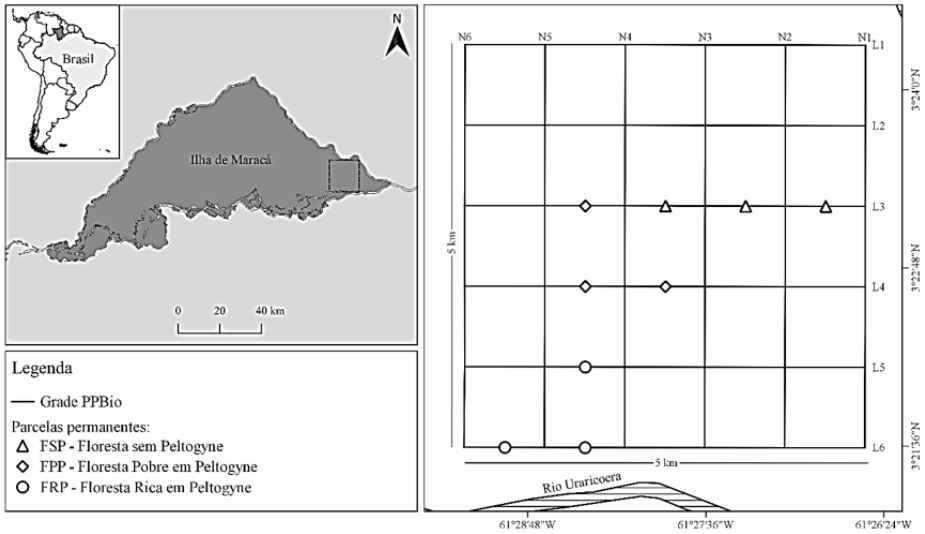 Brasil
N
Ilha de Maracá
0 20 40 km
Legenda
Grade PPBio
Parcelas permanentes:
FSP - Floresta sem Peltogyne
FPP - Floresta Pobre em Peltogyne
FRP - Floresta Rica em Peltogyne
N6 N5 N4 N3 N2 N1
L1
L2
L3
L4
L5
L6
5 km
5 km
Rio Uraricoera
3°24'0"N
3°22'48"N
3°21'36"N
61°28'48"W 61°27'36"W 61°26'24"W